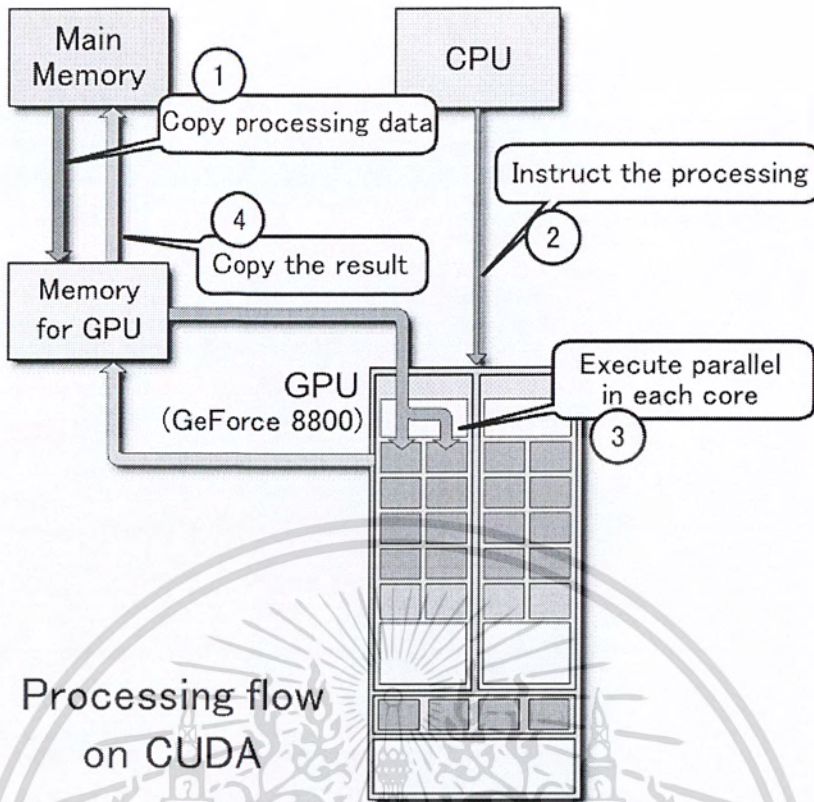 Main
Memory
CPU
1
Copy processing data
Instruct the processing
2
4
Copy the result
Memory
for GPU
GPU
(GeForce 8800)
Execute parallel
in each core
3
Processing flow
on CUDA